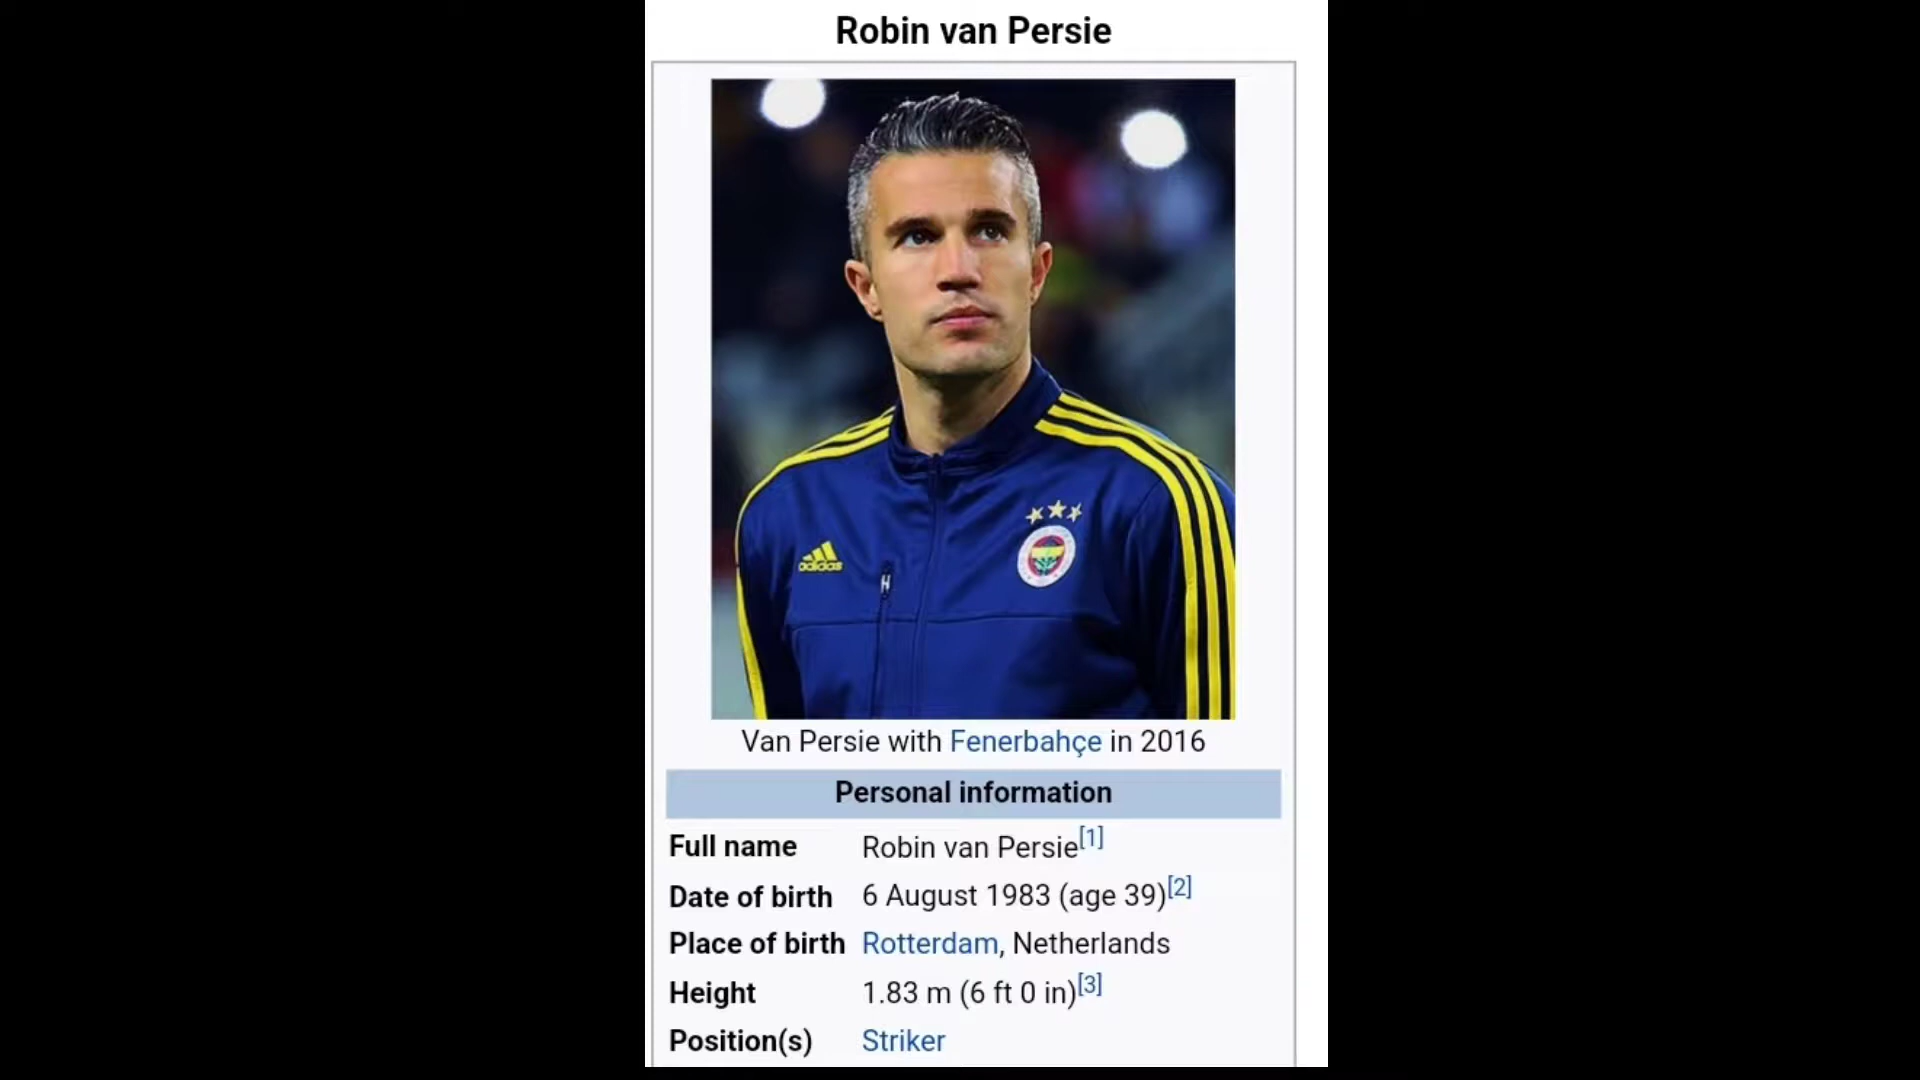 Robin van Persie
adidas
Van Persie with Fenerbahçe in 2016
Personal information
Full name Robin van Persie[1]
Date of birth 6 August 1983 (age 39)[2]
Place of birth Rotterdam, Netherlands
Height 1.83 m (6 ft 0 in)[3]
Position(s) Striker